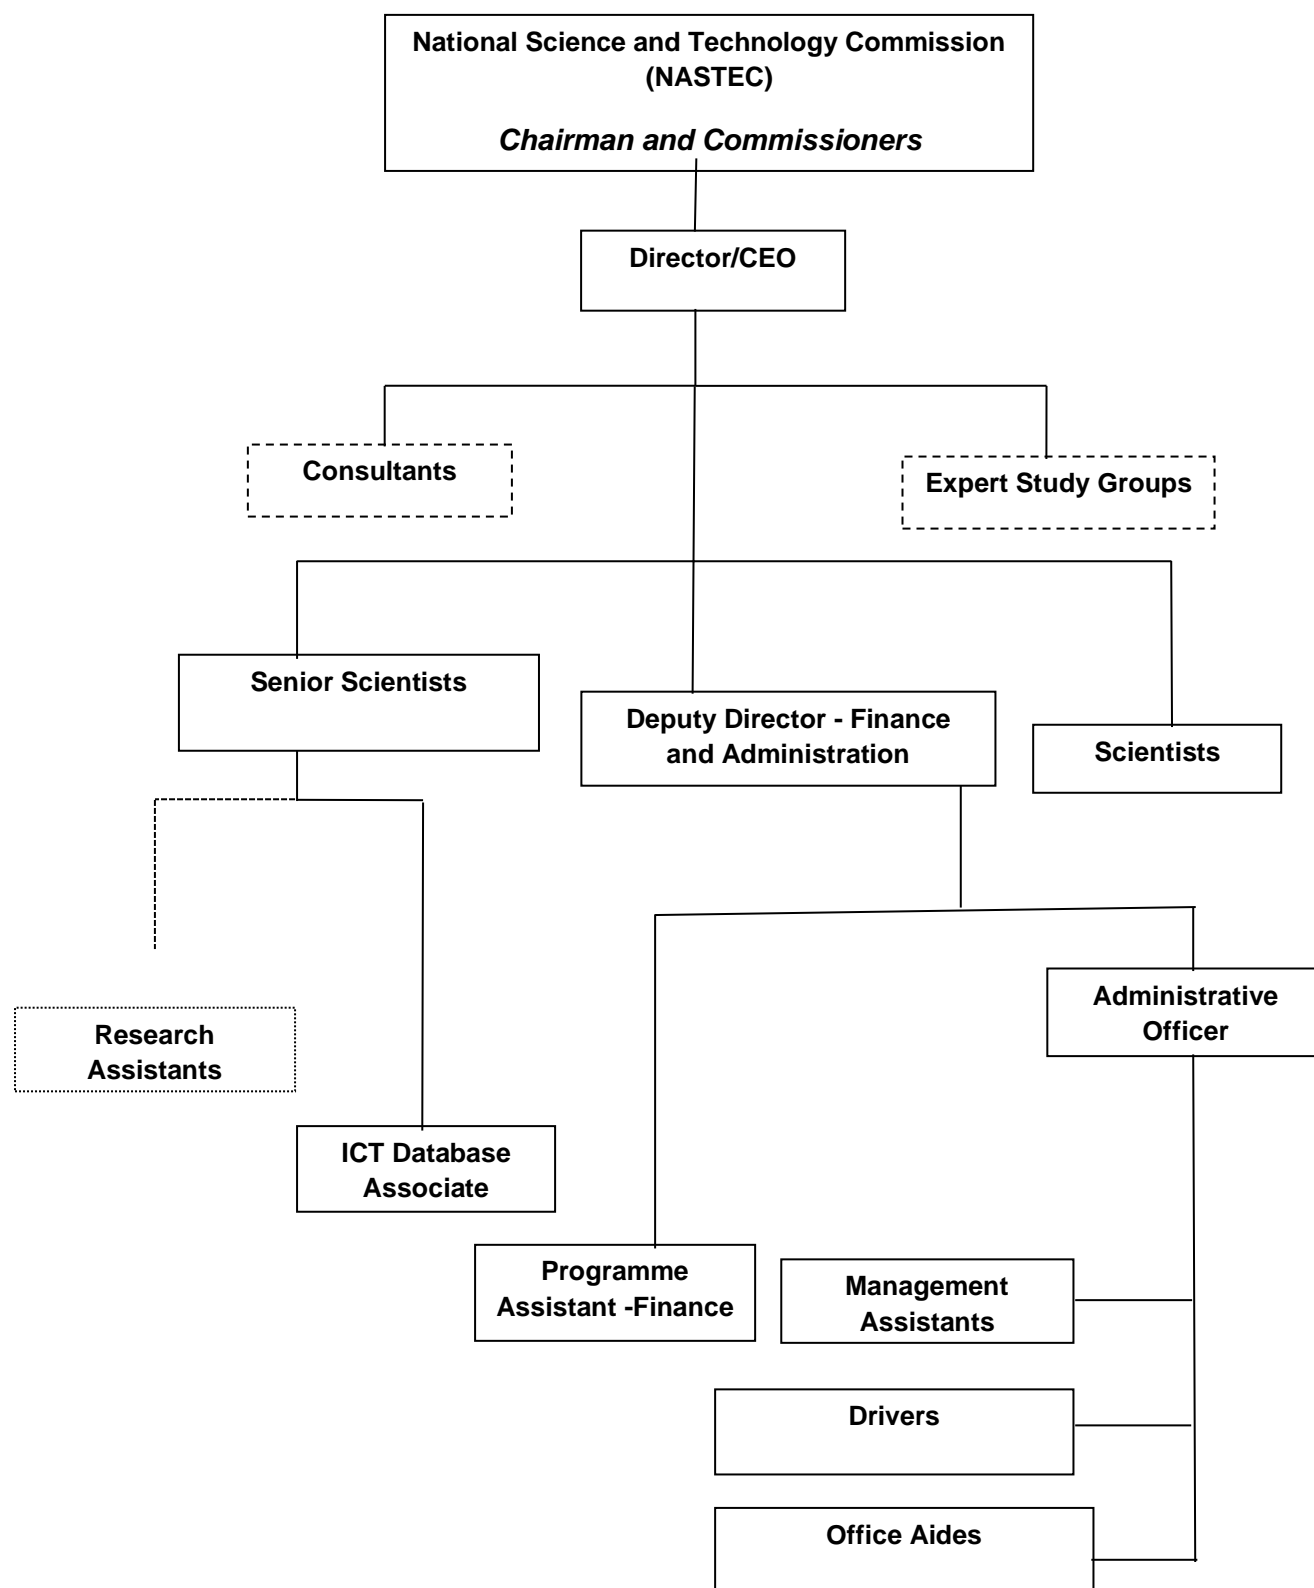 National Science and Technology Commission
(NASTEC)
Chairman and Commissioners
Director/CEO
Consultants
Expert Study Groups
Senior Scientists
Deputy Director - Finance
and Administration
Scientists
Research
Assistants
Administrative
Officer
ICT Database
Associate
Programme
Assistant -Finance
Management
Assistants
Drivers
Office Aides